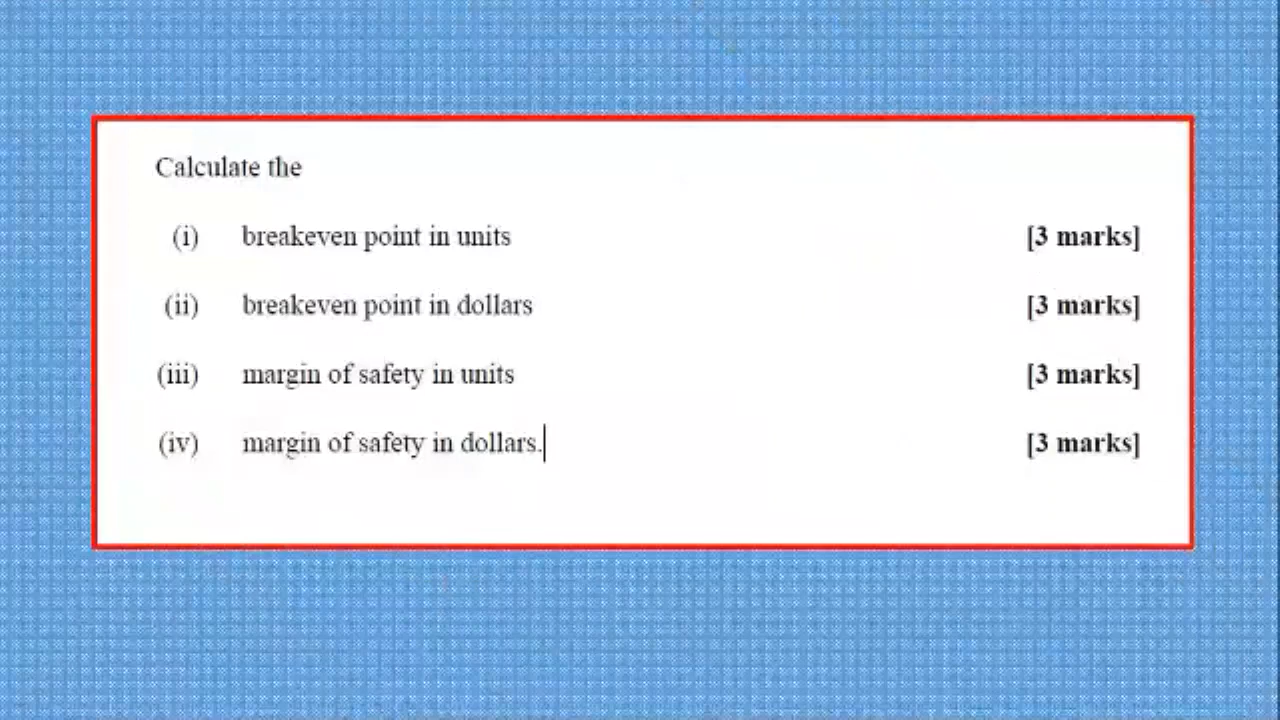 Calculate the
(i) breakeven point in units [3 marks]
(ii) breakeven point in dollars [3 marks]
(iii) margin of safety in units [3 marks]
(iv) margin of safety in dollars. [3 marks]